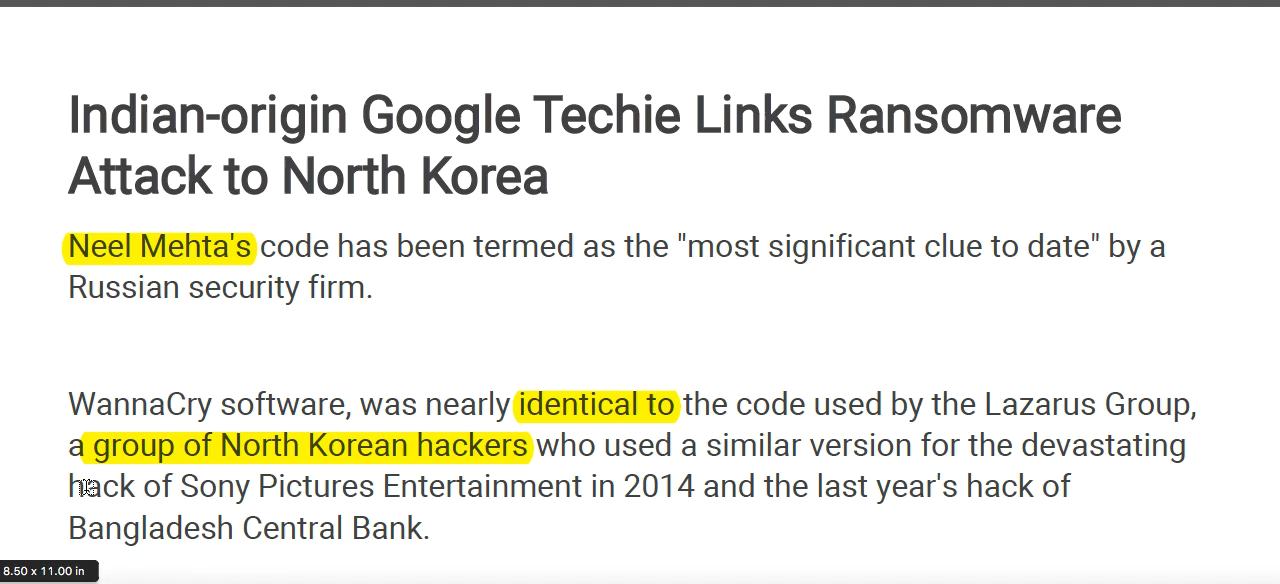 Indian-origin Google Techie Links Ransomware
Attack to North Korea
Neel Mehta's code has been termed as the "most significant clue to date" by a
Russian security firm.
WannaCry software, was nearly identical to the code used by the Lazarus Group,
a group of North Korean hackers who used a similar version for the devastating
hack of Sony Pictures Entertainment in 2014 and the last year's hack of
Bangladesh Central Bank.
8.50 x 11.00 in